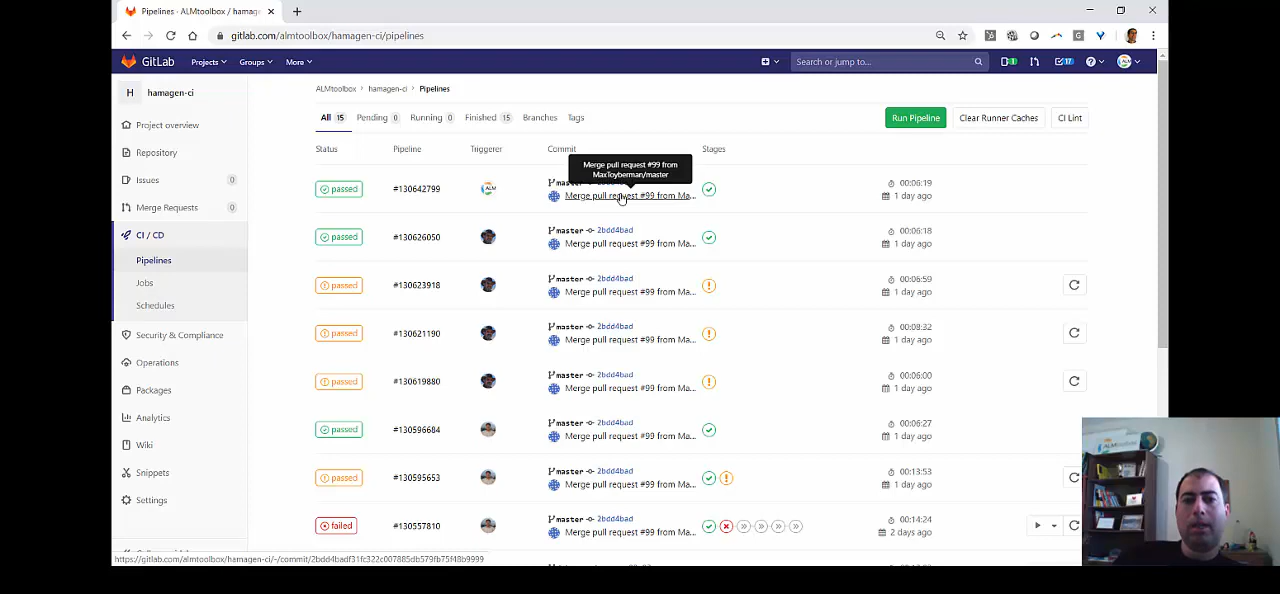 Pipelines · ALMtoolbox / hamage
gitlab.com/almtoolbox/hamagen-ci/pipelines
GitLab Projects Groups More Search or jump to... 1 17
H hamagen-ci
ALMtoolbox > hamagen-ci > Pipelines
All 15 Pending 0 Running 0 Finished 15 Branches Tags Run Pipeline Clear Runner Caches CI Lint
Project overview
Repository
Issues 0
Merge Requests 0
CI / CD
Pipelines
Jobs
Schedules
Security & Compliance
Operations
Packages
Analytics
Wiki
Snippets
Settings
Status Pipeline Triggerer Commit Stages
Merge pull request #99 from
MaxToyberman/master
passed #130642799 ALM master 00:06:19
Merge pull request #99 from Ma... 1 day ago
passed #130626050 master 2bdd4bad 00:06:18
Merge pull request #99 from Ma... 1 day ago
passed #130623918 master 2bdd4bad 00:06:59
Merge pull request #99 from Ma... 1 day ago
passed #130621190 master 2bdd4bad 00:08:32
Merge pull request #99 from Ma... 1 day ago
passed #130619880 master 2bdd4bad 00:06:00
Merge pull request #99 from Ma... 1 day ago
passed #130596684 master 2bdd4bad 00:06:27
Merge pull request #99 from Ma... 1 day ago
passed #130595653 master 2bdd4bad 00:13:53
Merge pull request #99 from Ma... 1 day ago
failed #130557810 master 2bdd4bad 00:14:24
Merge pull request #99 from Ma... 2 days ago